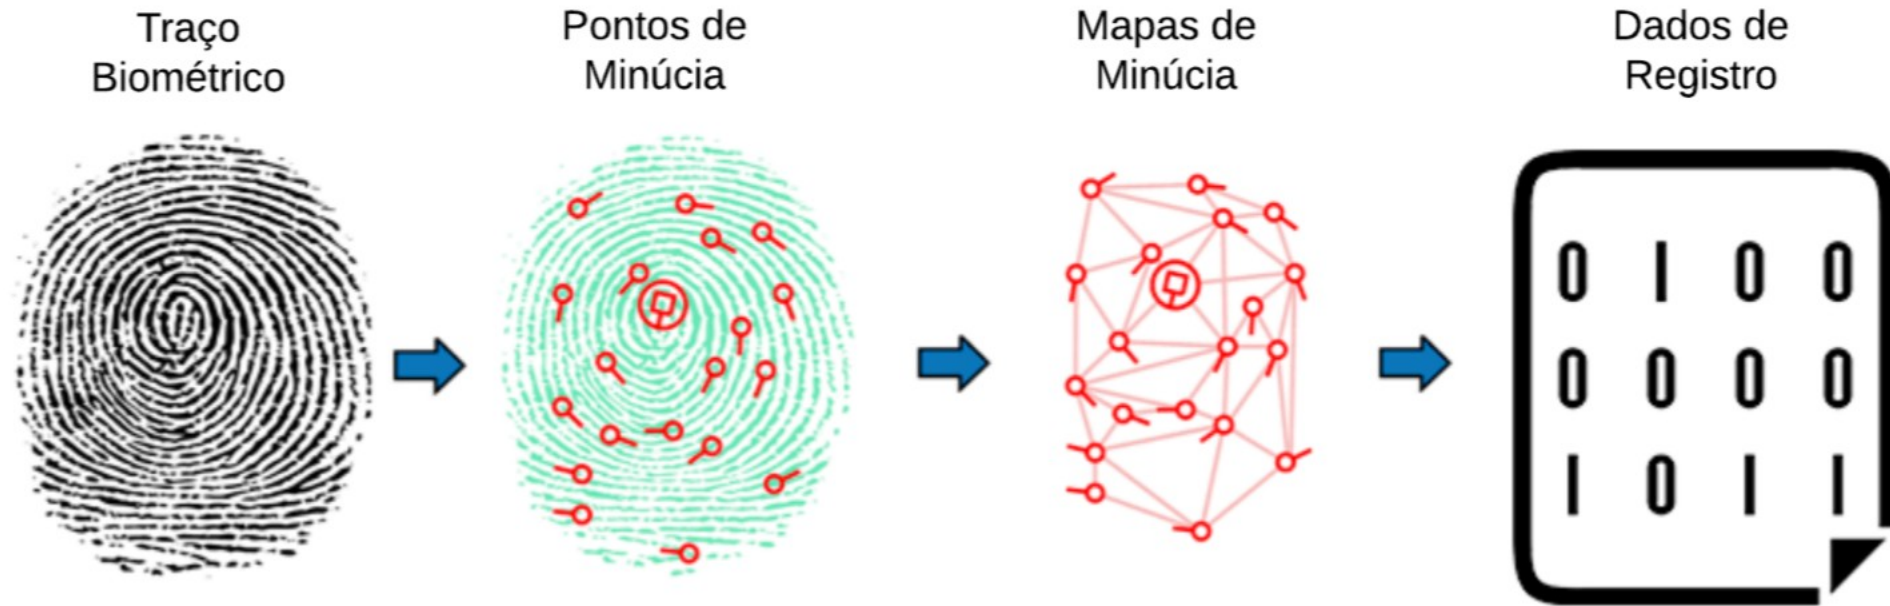 Traço
Biométrico
Pontos de
Minúcia
Mapas de
Minúcia
Dados de
Registro
0 1 0 0
0 0 0 0
1 0 1 1